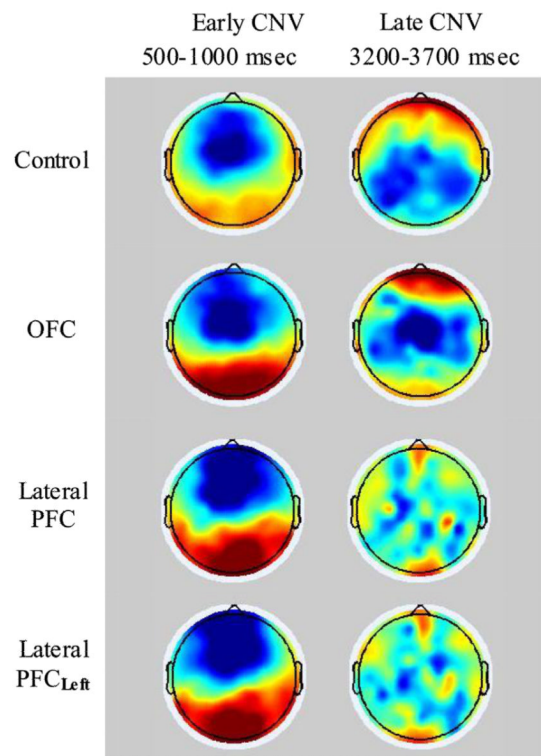 Early CNV Late CNV
500-1000 msec 3200-3700 msec
Control
OFC
Lateral
PFC
Lateral
PFCLeft